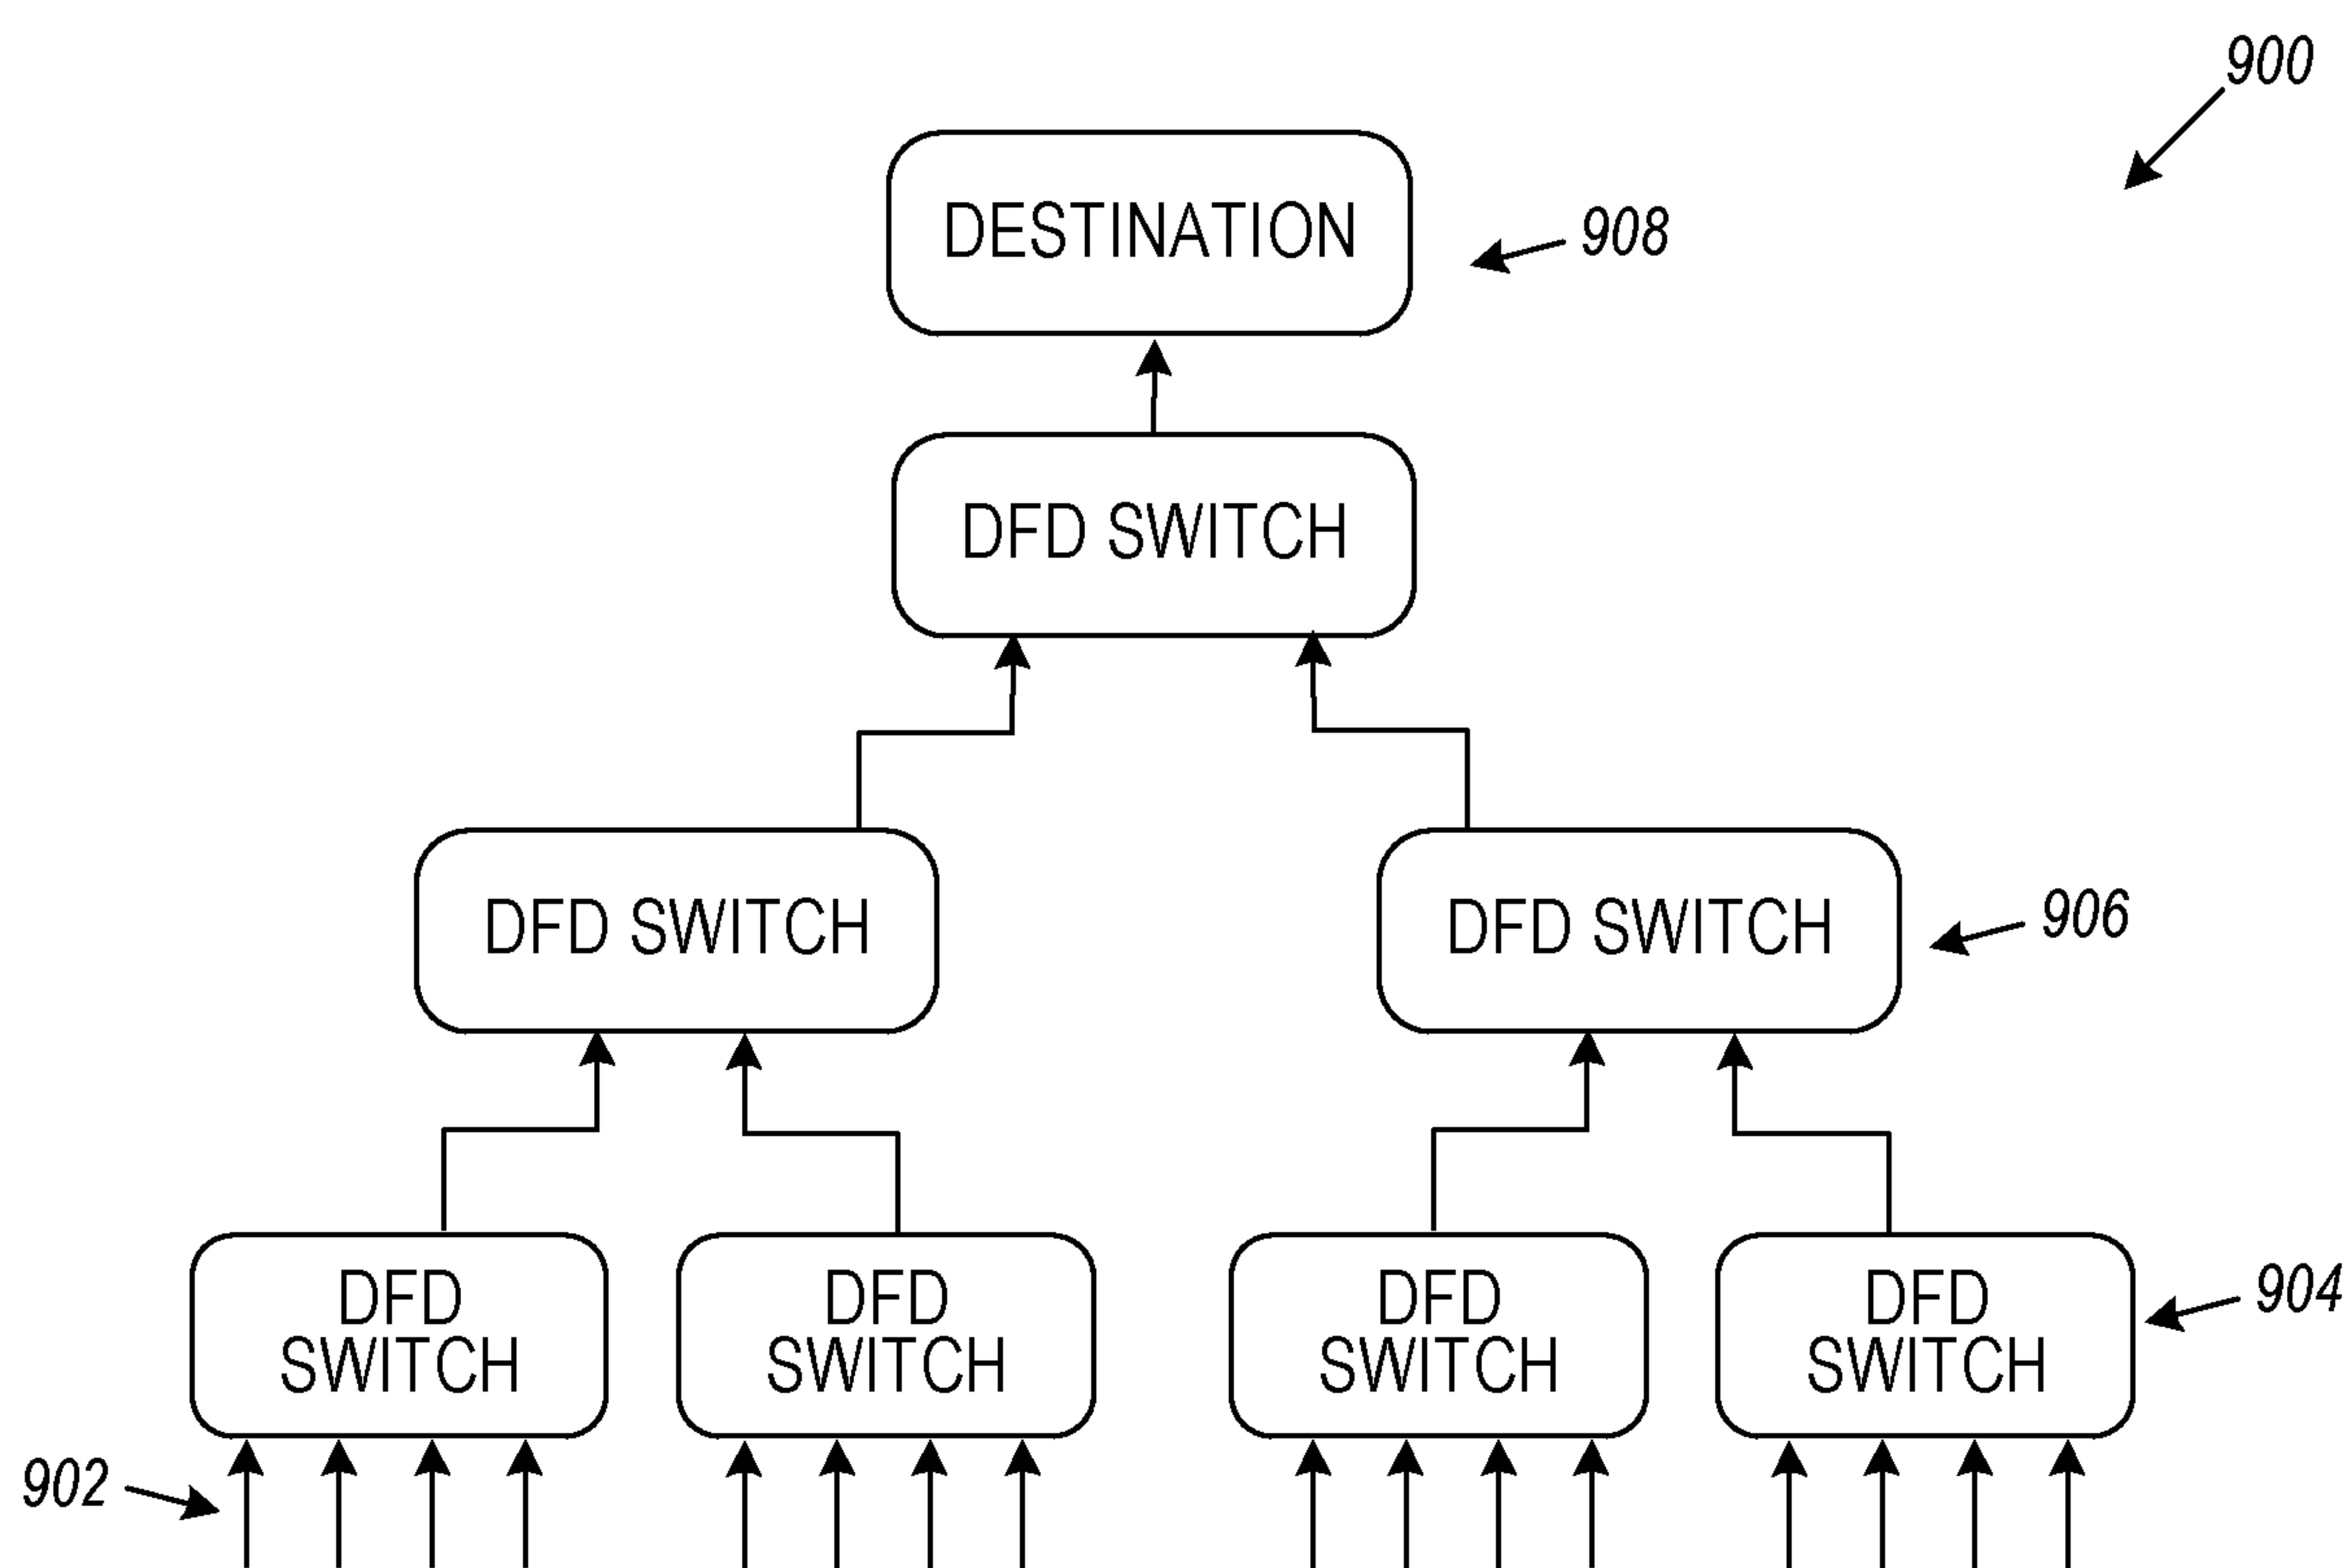 900
DESTINATION
908
DFD SWITCH
DFD SWITCH
DFD SWITCH
906
DFD
SWITCH
DFD
SWITCH
DFD
SWITCH
DFD
SWITCH
904
902